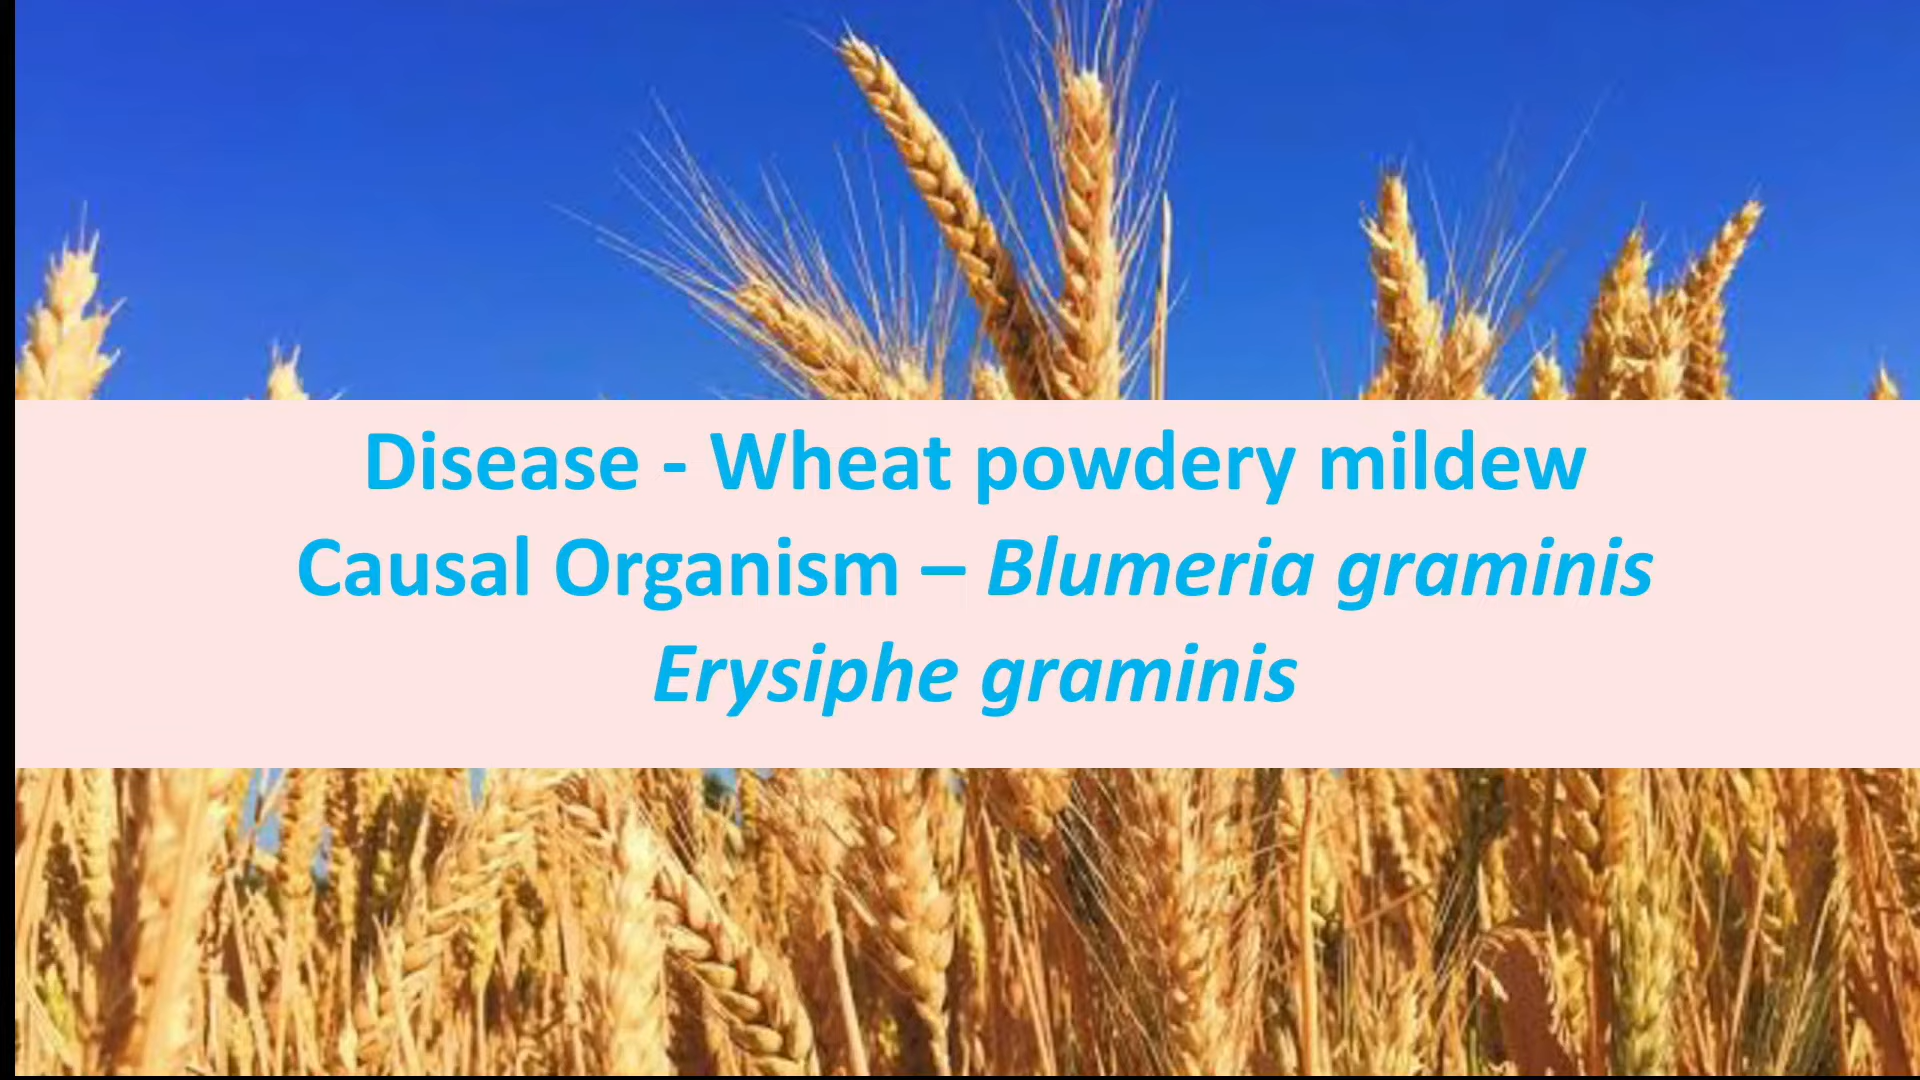 Disease - Wheat powdery mildew
Causal Organism – Blumeria graminis
Erysiphe graminis